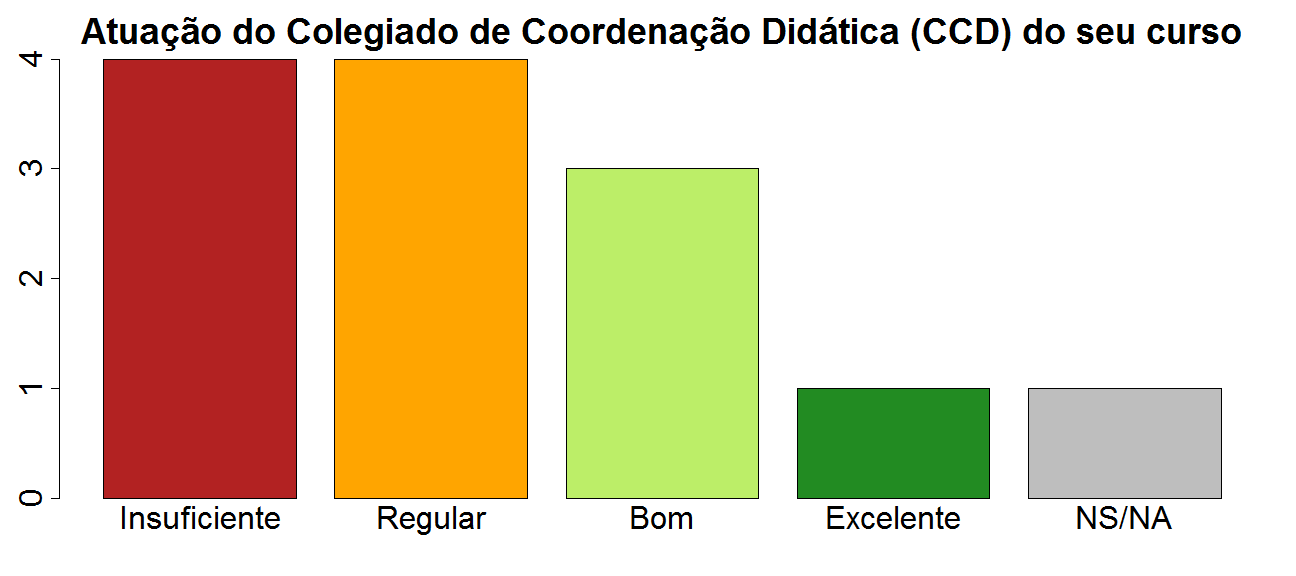 Atuação do Colegiado de Coordenação Didática (CCD) do seu curso
4
3
2
1
0
Insuficiente Regular Bom Excelente NS/NA